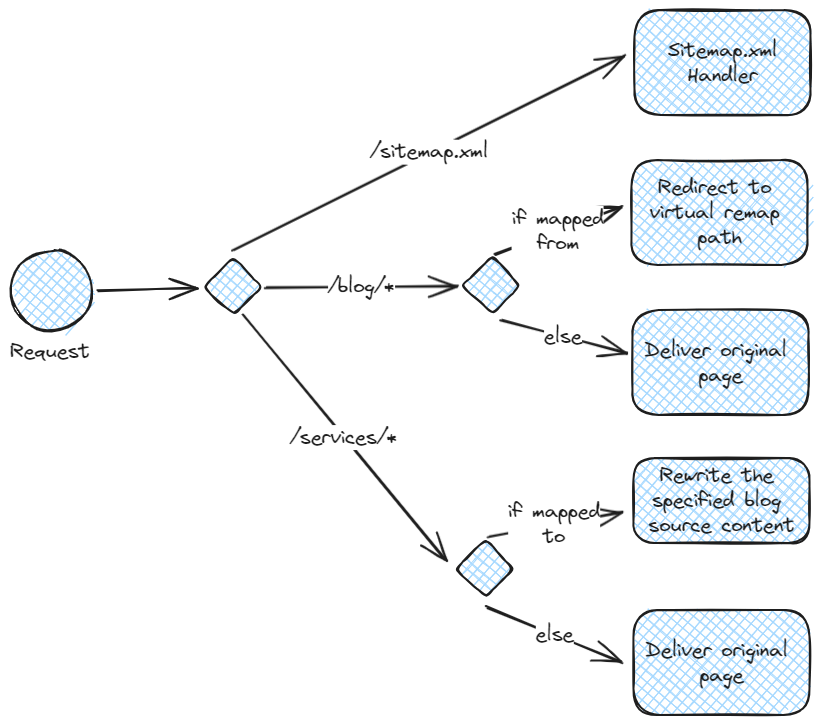 Sitemap.xml
Handler
/sitemap.xml
Redirect to
virtual remap
path
if mapped
from
/blog/*
Request
else
Deliver original
page
/services/*
Rewrite the
specified blog
source content
if mapped
to
else
Deliver original
page